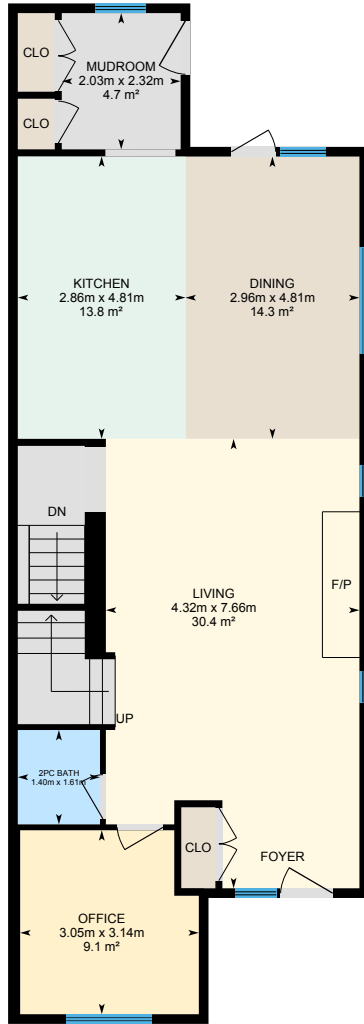 CLO
MUDROOM
2.03m x 2.32m
4.7 m²
CLO
KITCHEN
2.86m x 4.81m
13.8 m²
DINING
2.96m x 4.81m
14.3 m²
DN
LIVING
4.32m x 7.66m
30.4 m²
F/P
UP
2PC BATH
1.40m x 1.61m
CLO
FOYER
OFFICE
3.05m x 3.14m
9.1 m²